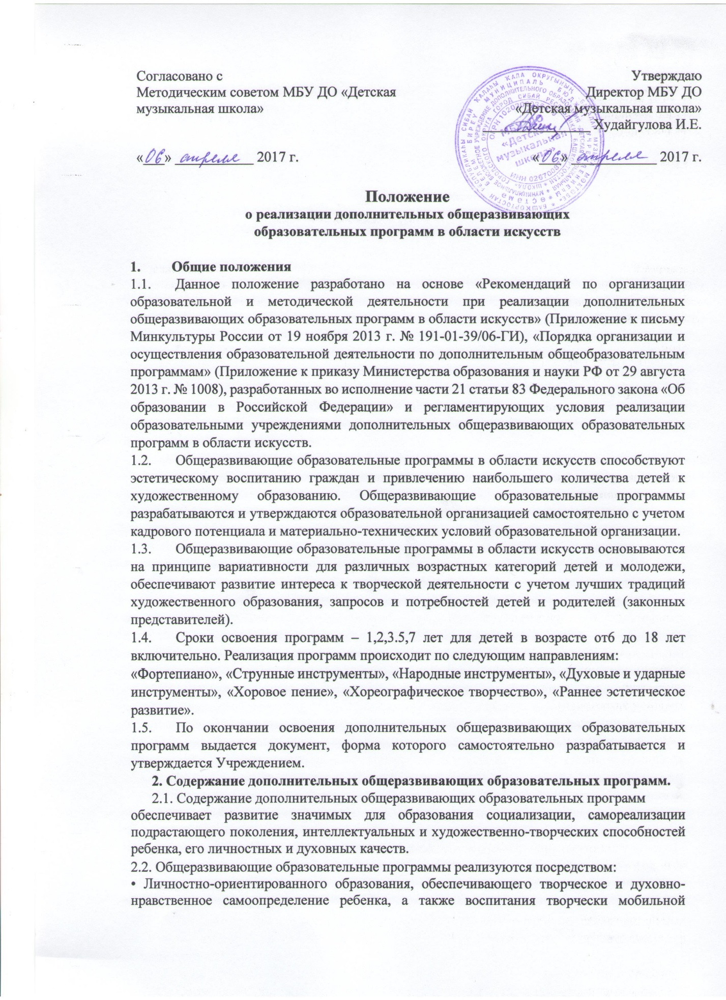 Согласовано с
Методическим советом МБУ ДО «Детская
музыкальная школа»
«06» апреля 2017 г.
Утверждаю
Директор МБУ ДО
«Детская музыкальная школа»
Худайгулова И.Е.
«06» апреля 2017 г.
МБУ ДО
«Детская
музыкальная
школа»
Положение
о реализации дополнительных общеразвивающих
образовательных программ в области искусств
1. Общие положения
1.1. Данное положение разработано на основе «Рекомендаций по организации
образовательной и методической деятельности при реализации дополнительных
общеразвивающих образовательных программ в области искусств» (Приложение к письму
Минкультуры России от 19 ноября 2013 г. № 191-01-39/06-ГИ), «Порядка организации и
осуществления образовательной деятельности по дополнительным общеобразовательным
программам» (Приложение к приказу Министерства образования и науки РФ от 29 августа
2013 г. № 1008), разработанных во исполнение части 21 статьи 83 Федерального закона «Об
образовании в Российской Федерации» и регламентирующих условия реализации
образовательными учреждениями дополнительных общеразвивающих образовательных
программ в области искусств.
1.2. Общеразвивающие образовательные программы в области искусств способствуют
эстетическому воспитанию граждан и привлечению наибольшего количества детей к
художественному образованию. Общеразвивающие образовательные программы
разрабатываются и утверждаются образовательной организацией самостоятельно с учетом
кадрового потенциала и материально-технических условий образовательной организации.
1.3. Общеразвивающие образовательные программы в области искусств основываются
на принципе вариативности для различных возрастных категорий детей и молодежи,
обеспечивают развитие интереса к творческой деятельности с учетом лучших традиций
художественного образования, запросов и потребностей детей и родителей (законных
представителей).
1.4. Сроки освоения программ – 1,2,3.5,7 лет для детей в возрасте от6 до 18 лет
включительно. Реализация программ происходит по следующим направлениям:
«Фортепиано», «Струнные инструменты», «Народные инструменты», «Духовые и ударные
инструменты», «Хоровое пение», «Хореографическое творчество», «Раннее эстетическое
развитие».
1.5. По окончании освоения дополнительных общеразвивающих образовательных
программ выдается документ, форма которого самостоятельно разрабатывается и
утверждается Учреждением.
2. Содержание дополнительных общеразвивающих образовательных программ.
2.1. Содержание дополнительных общеразвивающих образовательных программ
обеспечивает развитие значимых для образования социализации, самореализации
подрастающего поколения, интеллектуальных и художественно-творческих способностей
ребенка, его личностных и духовных качеств.
2.2. Общеразвивающие образовательные программы реализуются посредством:
• Личностно-ориентированного образования, обеспечивающего творческое и духовно-
нравственное самоопределение ребенка, а также воспитания творчески мобильной